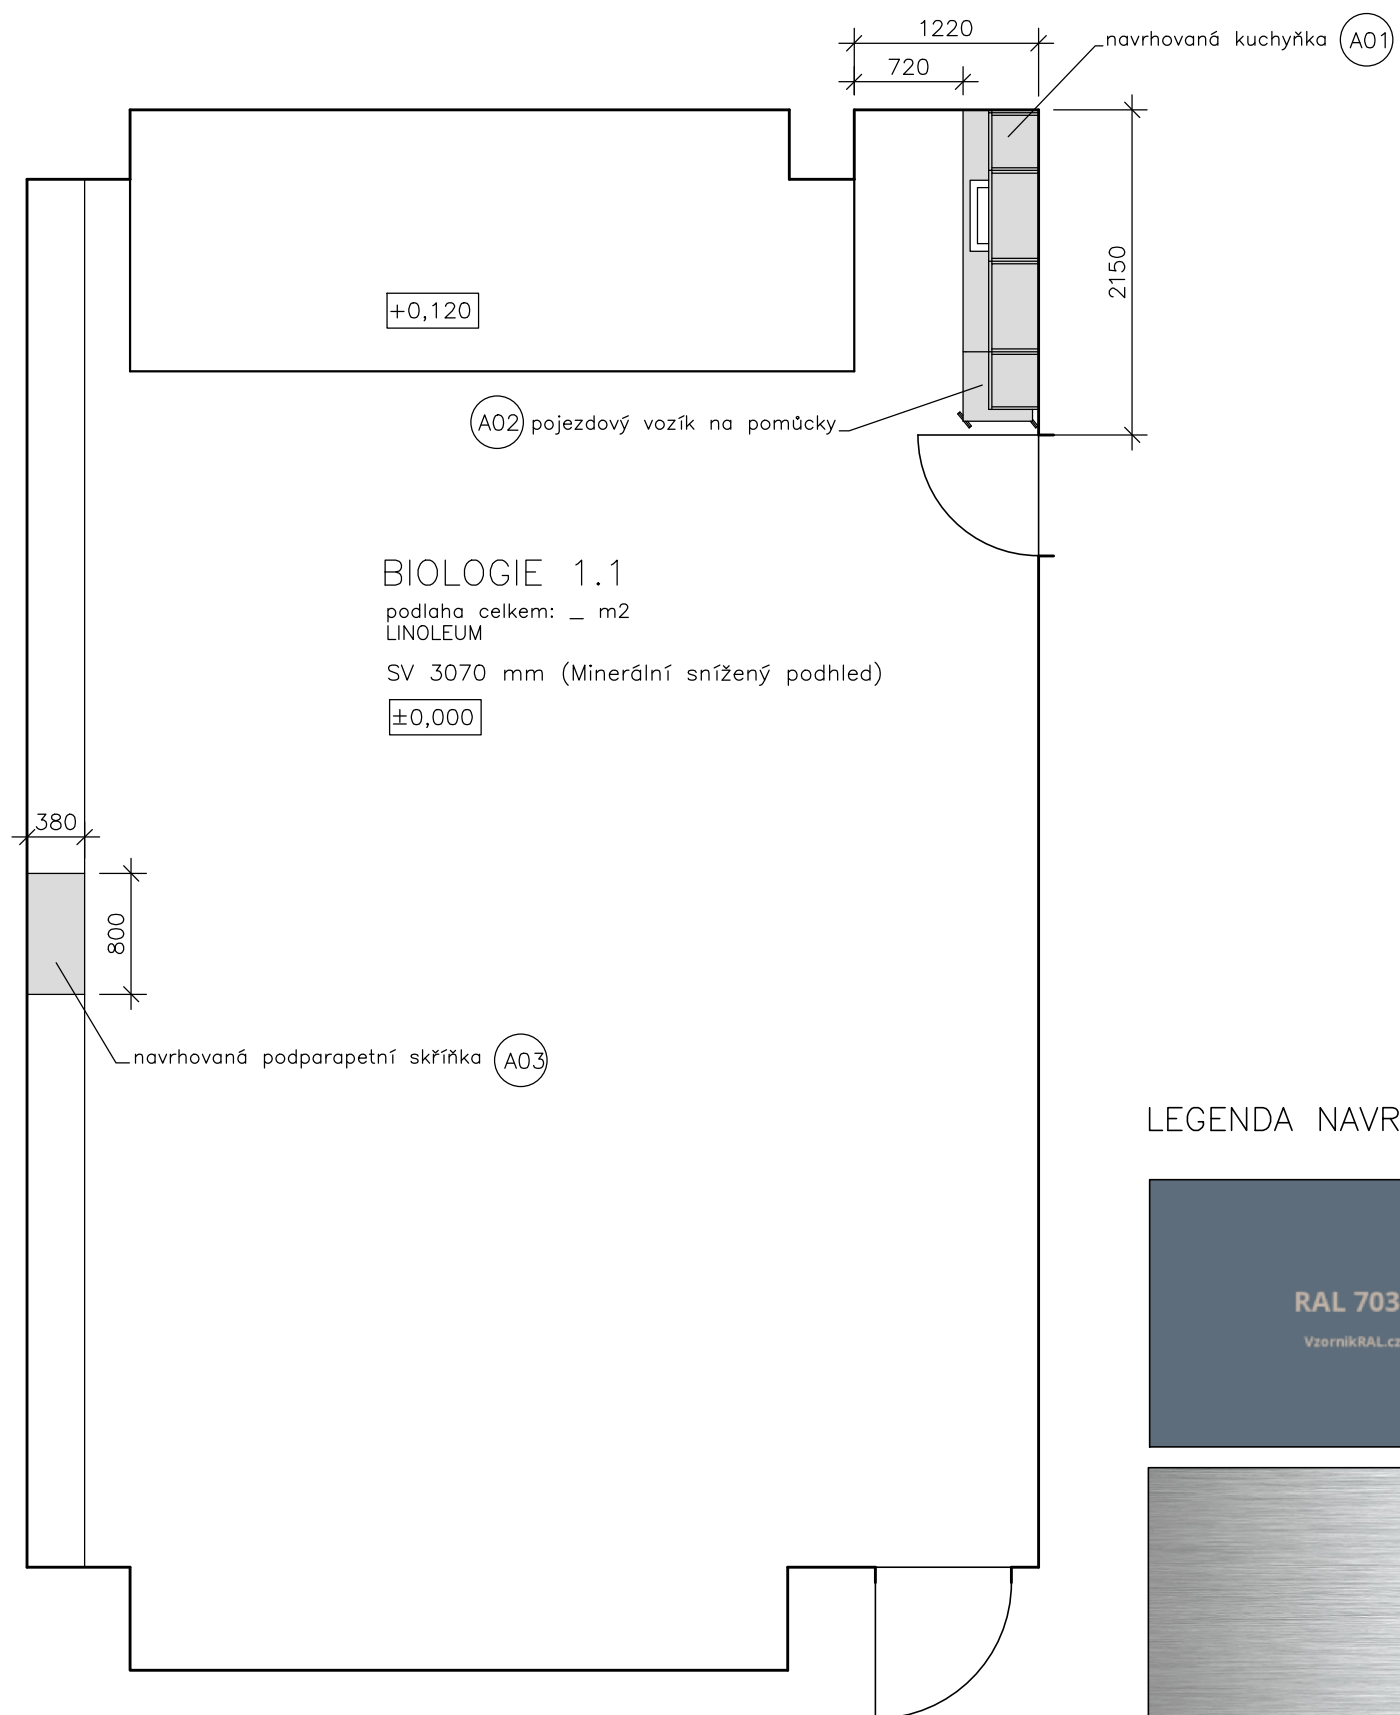 1220
navrhovaná kuchyňka A01
720
2150
+0,120
A02 pojezdový vozík na pomůcky
BIOLOGIE 1.1
podlaha celkem: _ m2
LINOLEUM
SV 3070 mm (Minerální snížený podhled)
±0,000
380
800
navrhovaná podparapetní skříňka A03
LEGENDA NAVR
RAL 703
VzornikRAL.cz